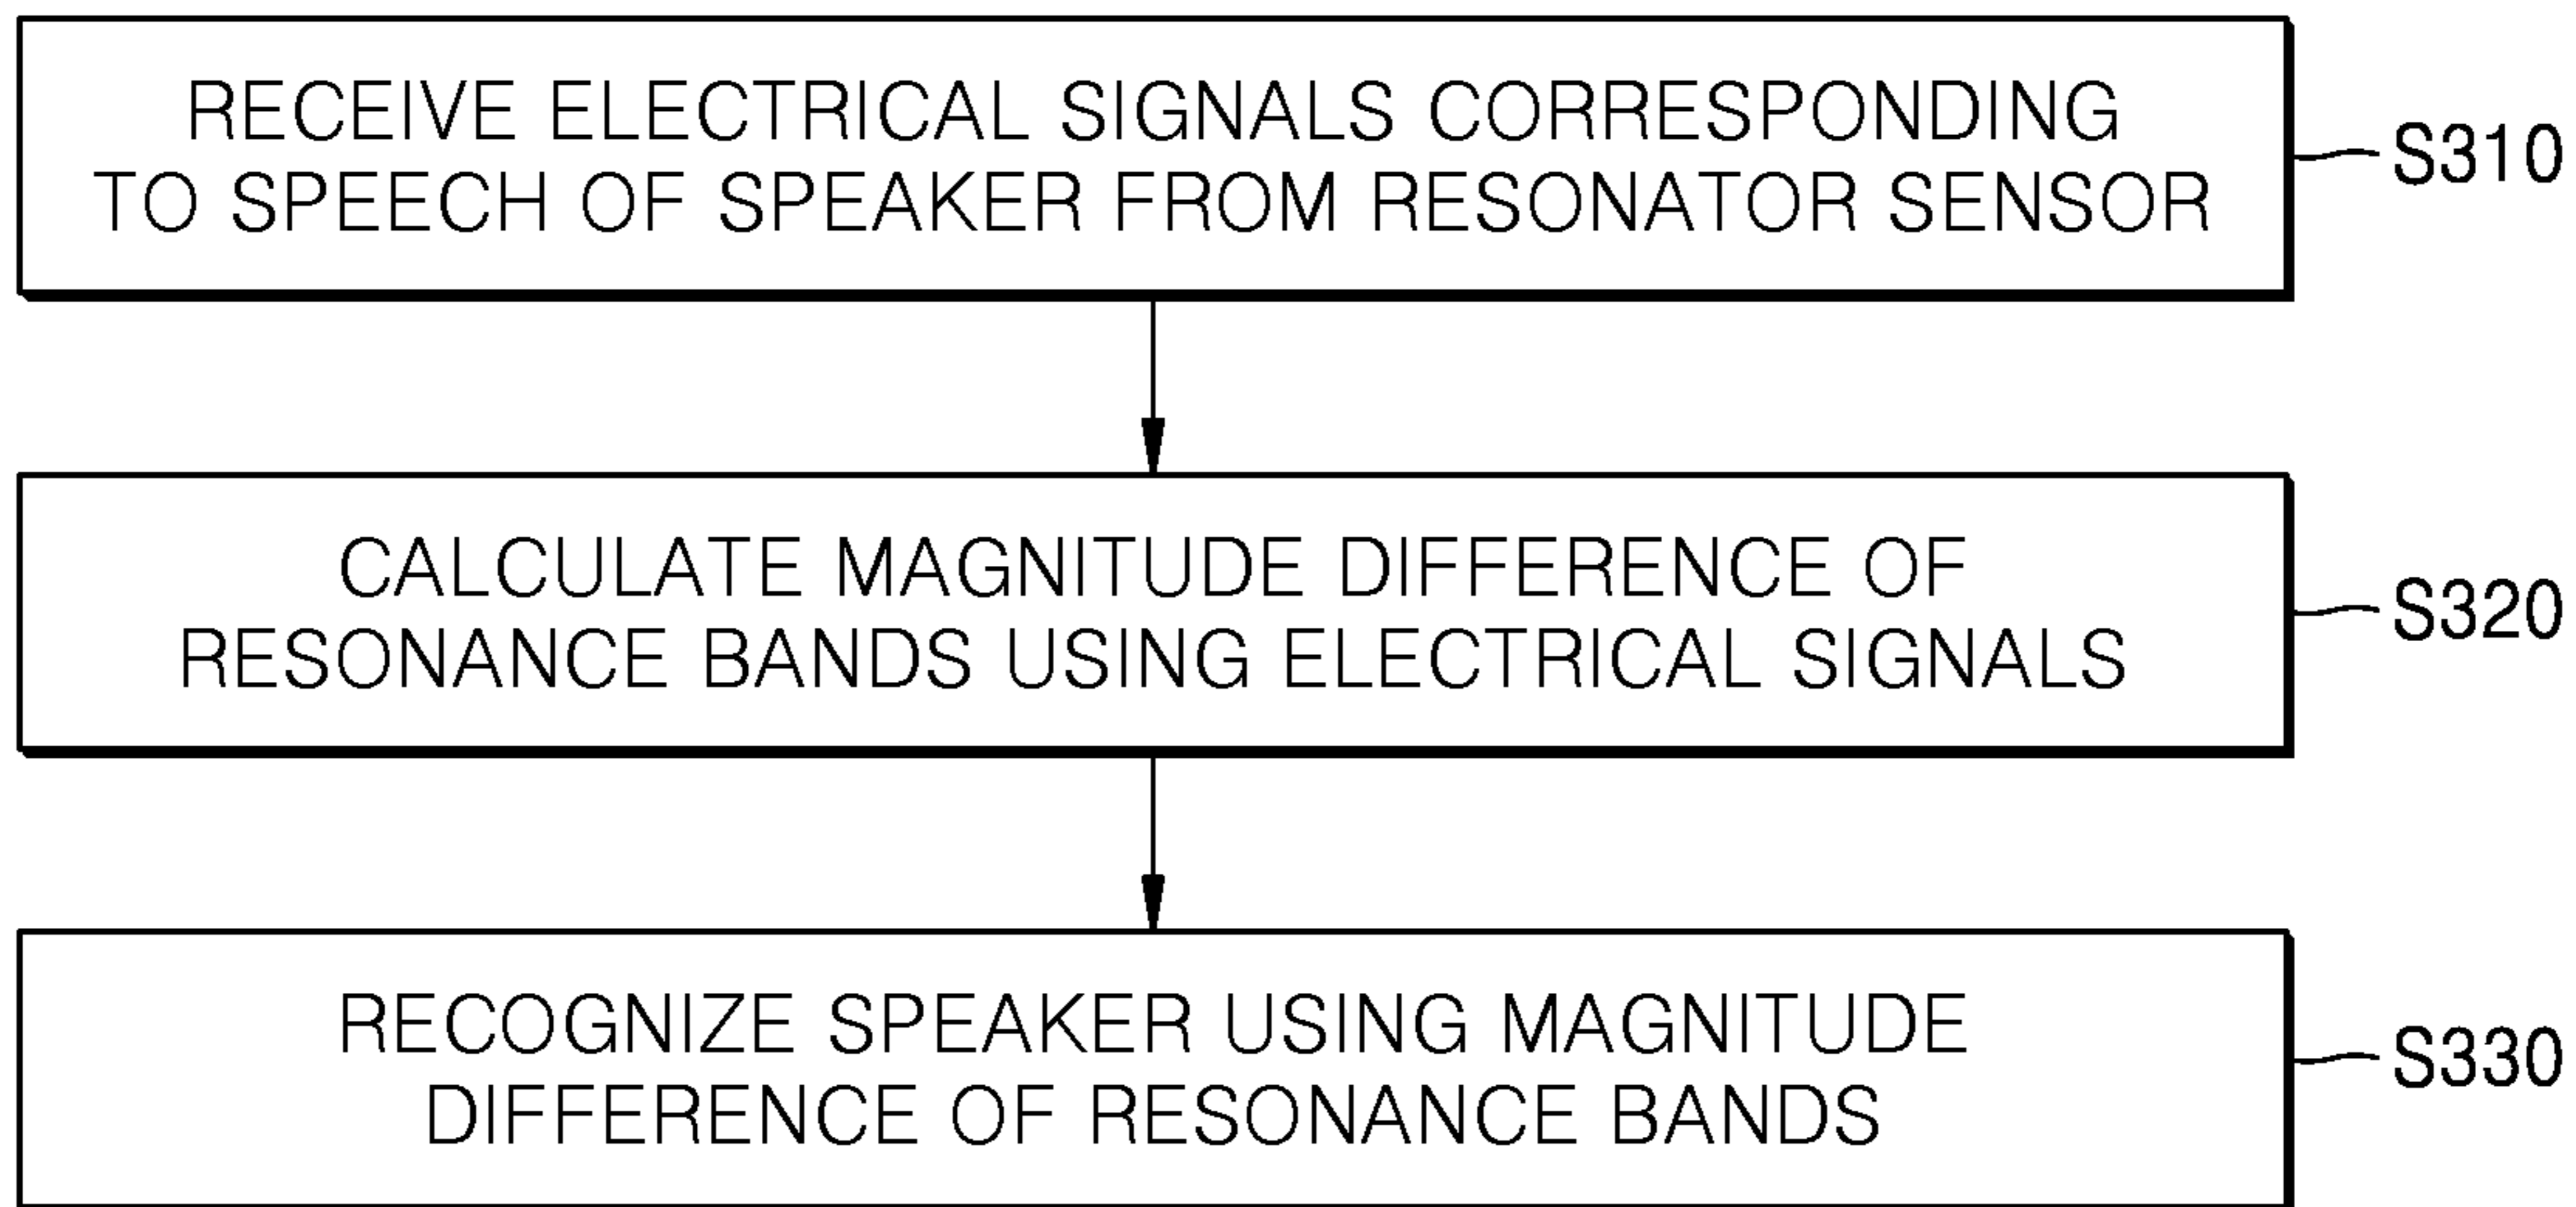 RECEIVE ELECTRICAL SIGNALS CORRESPONDING
TO SPEECH OF SPEAKER FROM RESONATOR SENSOR
S310
CALCULATE MAGNITUDE DIFFERENCE OF
RESONANCE BANDS USING ELECTRICAL SIGNALS
S320
RECOGNIZE SPEAKER USING MAGNITUDE
DIFFERENCE OF RESONANCE BANDS
S330